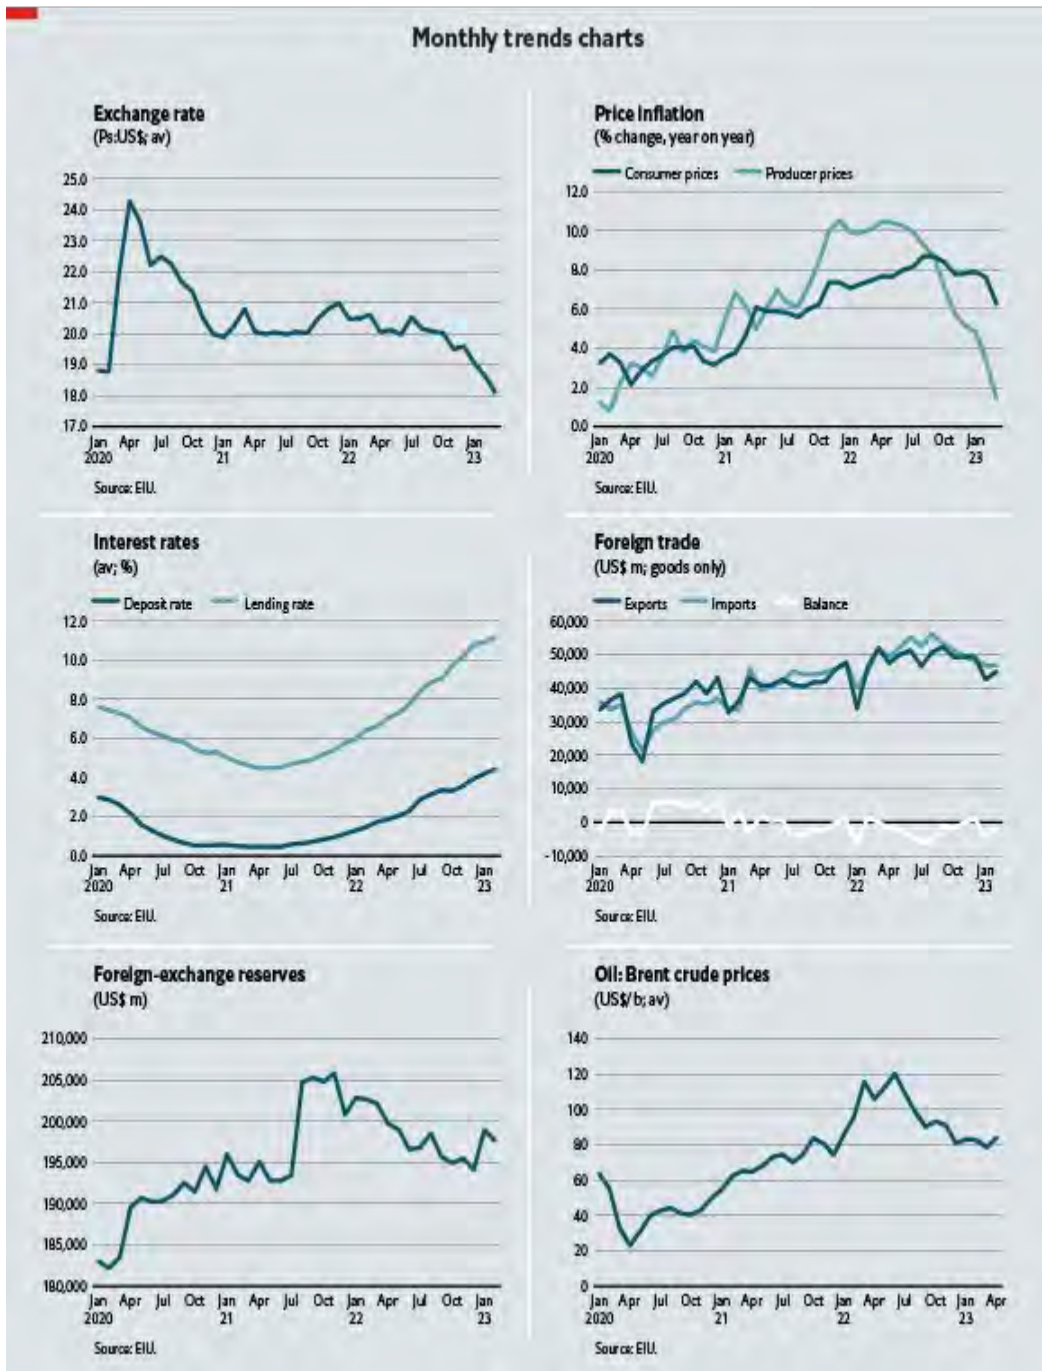 Monthly trends charts
Exchange rate
(Ps:US$; av)
25.0
24.0
23.0
22.0
21.0
20.0
19.0
18.0
17.0
Jan Apr Jul Oct Jan Apr Jul Oct Jan Apr Jul Oct Jan
2020 21 22 23
Source: EIU.
Price inflation
(% change, year on year)
Consumer prices Producer prices
12.0
10.0
8.0
6.0
4.0
2.0
0.0
Jan Apr Jul Oct Jan Apr Jul Oct Jan Apr Jul Oct Jan
2020 21 22 23
Source: EIU.
Interest rates
(av; %)
Deposit rate Lending rate
12.0
10.0
8.0
6.0
4.0
2.0
0.0
Jan Apr Jul Oct Jan Apr Jul Oct Jan Apr Jul Oct Jan
2020 21 22 23
Source: EIU.
Foreign trade
(US$ m; goods only)
Exports Imports Balance
60,000
50,000
40,000
30,000
20,000
10,000
0
-10,000
Jan Apr Jul Oct Jan Apr Jul Oct Jan Apr Jul Oct Jan
2020 21 22 23
Source: EIU.
Foreign-exchange reserves
(US$ m)
210,000
205,000
200,000
195,000
190,000
185,000
180,000
Jan Apr Jul Oct Jan Apr Jul Oct Jan Apr Jul Oct Jan
2020 21 22 23
Source: EIU.
Oil: Brent crude prices
(US$/b; av)
140
120
100
80
60
40
20
0
Jan Apr Jul Oct Jan Apr Jul Oct Jan Apr Jul Oct Jan Apr
2020 21 22 23
Source: EIU.